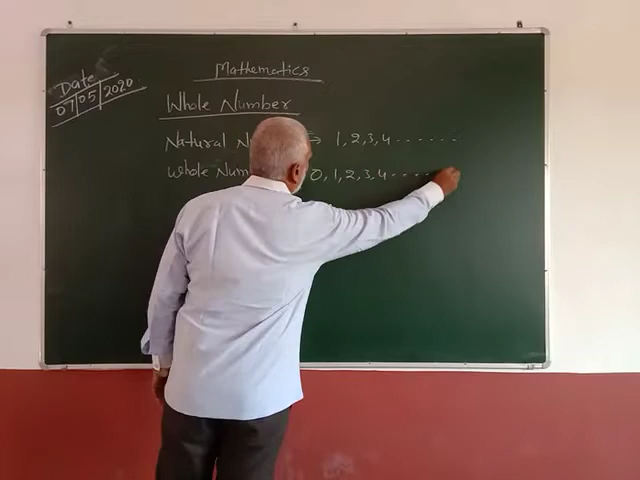 Mathematics
Date
07/05/2020
Whole Number
Natural N ⇒ 1, 2, 3, 4 - - - - - -
Whole Num 0, 1, 2, 3, 4 - - - - -